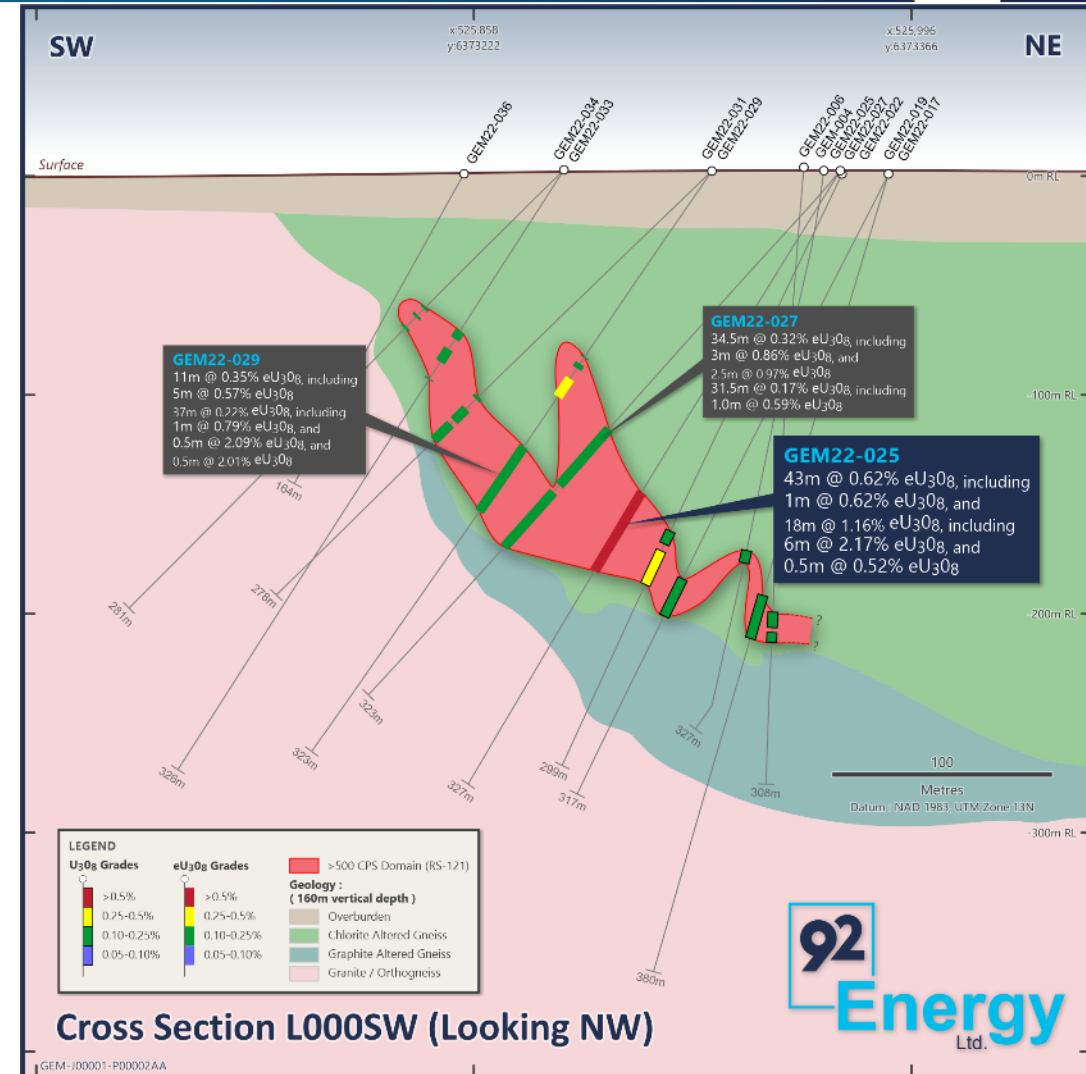 SW
x:525,858
y:6373222
x:525,996
y:6373366
NE
GEM22-036
GEM22-034
GEM22-033
GEM22-031
GEM22-029
GEM22-006
GEM-004
GEM22-025
GEM22-027
GEM22-022
GEM22-019
GEM22-017
Surface
0m RL
GEM22-029
11m @ 0.35% eU3O8, including
5m @ 0.57% eU3O8
37m @ 0.22% eU3O8, including
1m @ 0.79% eU3O8, and
0.5m @ 2.09% eU3O8, and
0.5m @ 2.01% eU3O8
GEM22-027
34.5m @ 0.32% eU3O8, including
3m @ 0.86% eU3O8, and
2.5m @ 0.97% eU3O8
31.5m @ 0.17% eU3O8, including
1.0m @ 0.59% eU3O8
-100m RL
GEM22-025
43m @ 0.62% eU3O8, including
1m @ 0.62% eU3O8, and
18m @ 1.16% eU3O8, including
6m @ 2.17% eU3O8, and
0.5m @ 0.52% eU3O8
164m
281m
278m
-200m RL
?
?
323m
326m
323m
327m
299m
317m
327m
308m
380m
100
Metres
Datum : NAD 1983, UTM Zone 13N
-300m RL
LEGEND
U3O8 Grades
>0.5%
0.25-0.5%
0.10-0.25%
0.05-0.10%
eU3O8 Grades
>0.5%
0.25-0.5%
0.10-0.25%
0.05-0.10%
>500 CPS Domain (RS-121)
Geology :
( 160m vertical depth )
Overburden
Chlorite Altered Gneiss
Graphite Altered Gneiss
Granite / Orthogneiss
92
Energy
Ltd.
Cross Section L000SW (Looking NW)
GEM-J00001-P00002AA